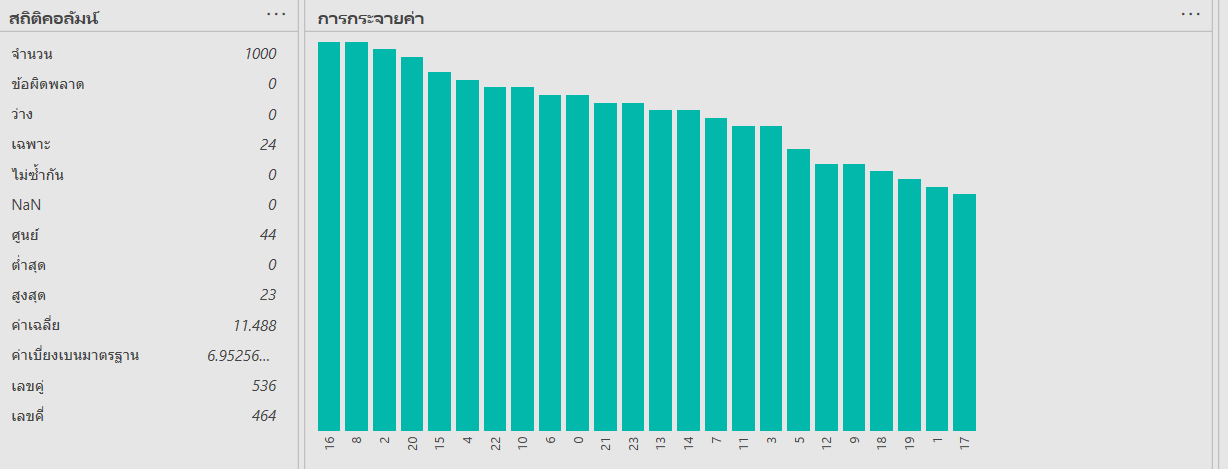 สถิติคอลัมน์ ...
จำนวน 1000
ข้อผิดพลาด 0
ว่าง 0
เฉพาะ 24
ไม่ซ้ำกัน 0
NaN 0
ศูนย์ 44
ต่ำสุด 0
สูงสุด 23
ค่าเฉลี่ย 11.488
ค่าเบี่ยงเบนมาตรฐาน 6.95256...
เลขคู่ 536
เลขคี่ 464
การกระจายค่า ...
16 8 2 20 15 4 22 10 6 0 21 23 13 14 7 11 3 5 12 9 18 19 1 17